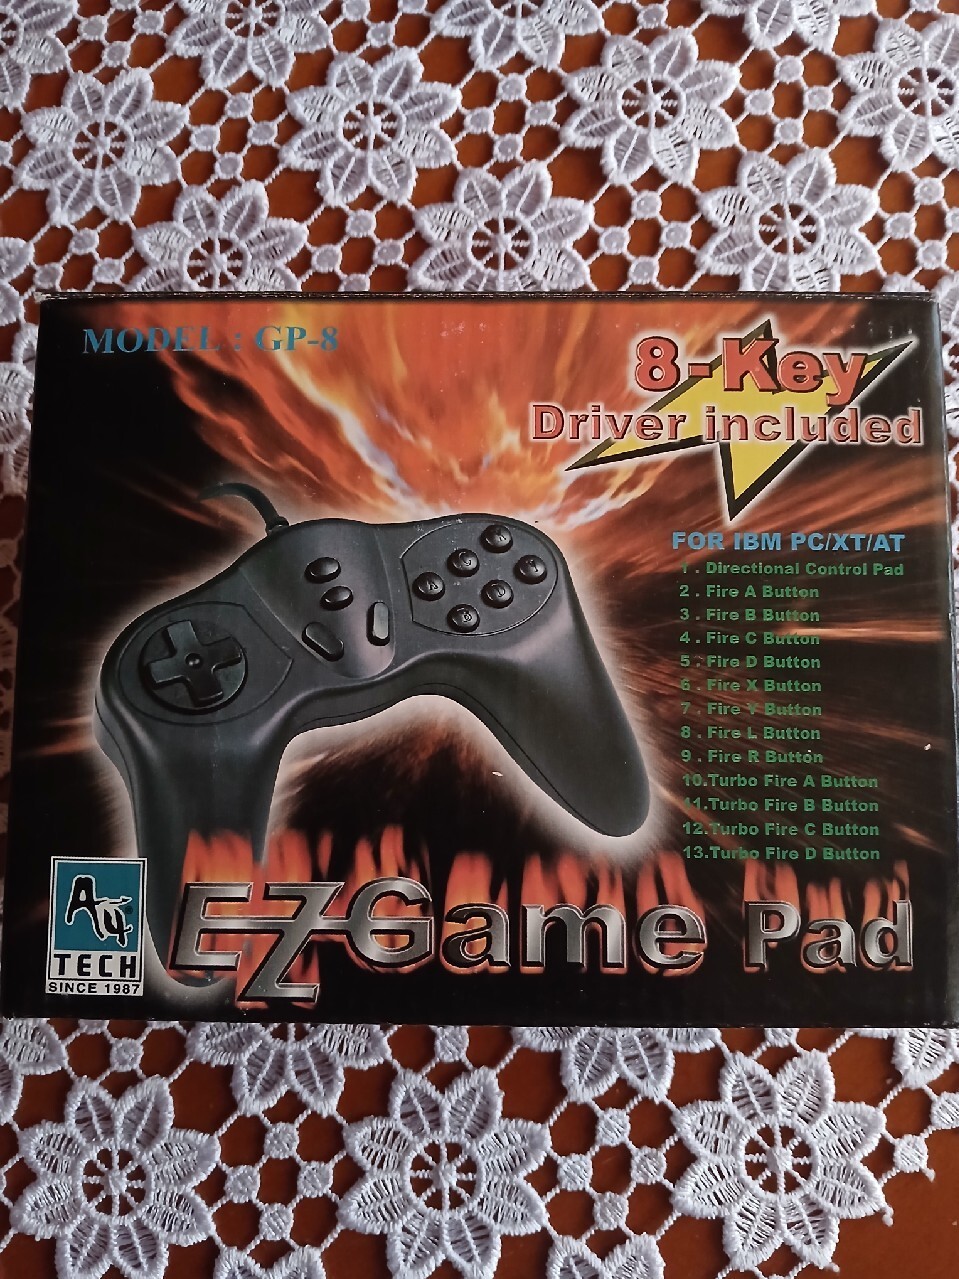 MODEL : GP-8
8-Key
Driver included
FOR IBM PC/XT/AT
1 . Directional Control Pad
2 . Fire A Button
3 . Fire B Button
4 . Fire C Button
5 . Fire D Button
6 . Fire X Button
7 . Fire Y Button
8 . Fire L Button
9 . Fire R Button
10.Turbo Fire A Button
11.Turbo Fire B Button
12.Turbo Fire C Button
13.Turbo Fire D Button
A4
TECH
SINCE 1987
EZGame Pad